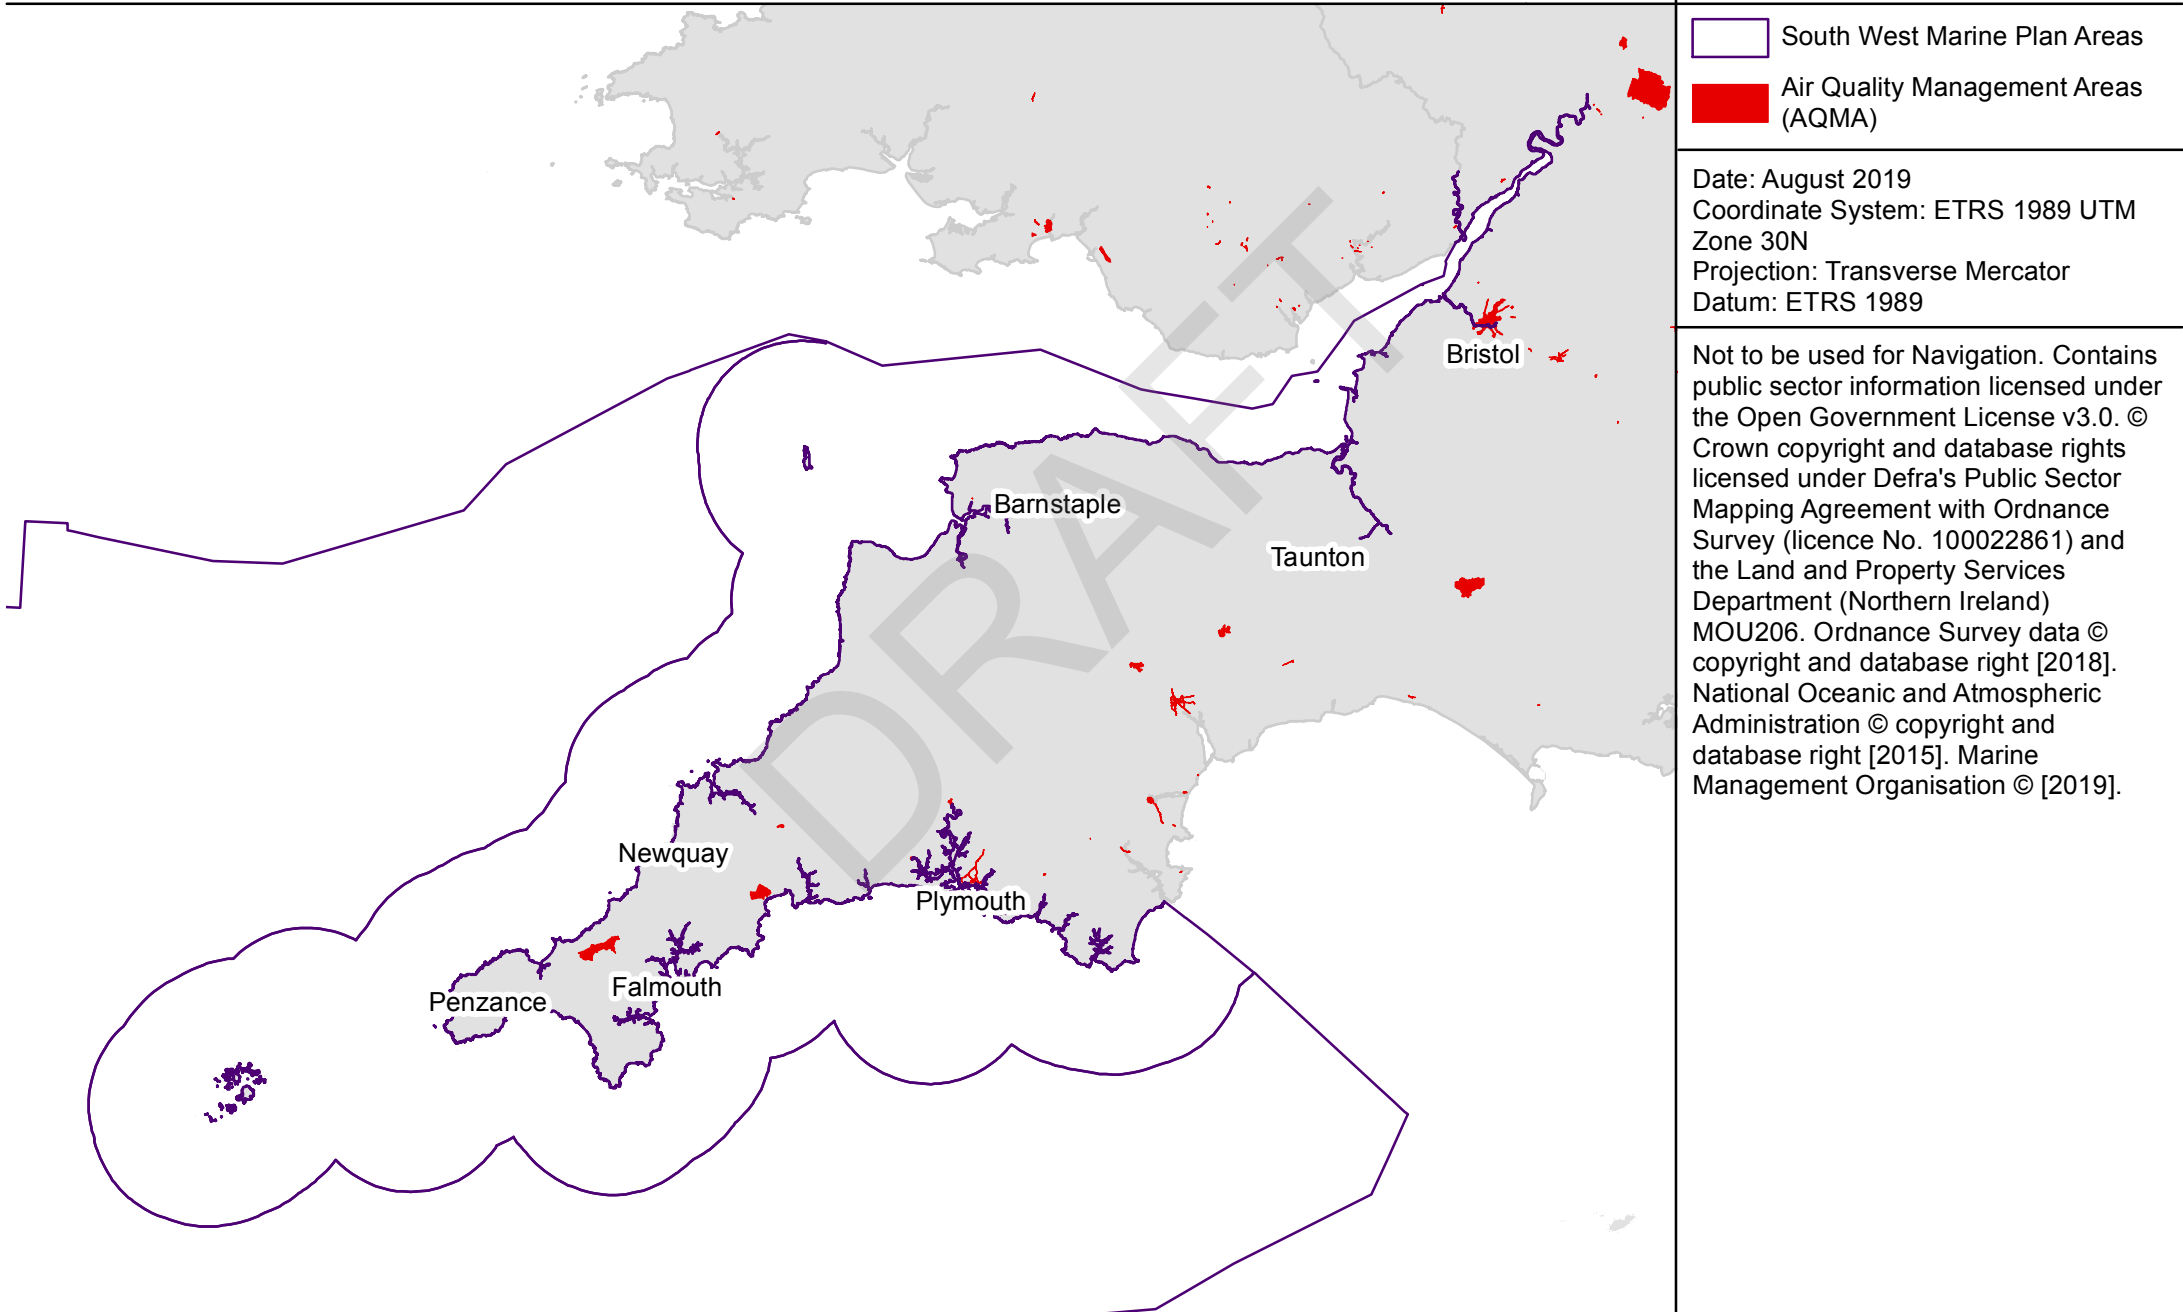 South West Marine Plan Areas
Air Quality Management Areas
(AQMA)
Date: August 2019
Coordinate System: ETRS 1989 UTM
Zone 30N
Projection: Transverse Mercator
Datum: ETRS 1989
Not to be used for Navigation. Contains
public sector information licensed under
the Open Government License v3.0. ©
Crown copyright and database rights
licensed under Defra's Public Sector
Mapping Agreement with Ordnance
Survey (licence No. 100022861) and
the Land and Property Services
Department (Northern Ireland)
MOU206. Ordnance Survey data ©
copyright and database right [2018].
National Oceanic and Atmospheric
Administration © copyright and
database right [2015]. Marine
Management Organisation © [2019].
Bristol
Barnstaple
Taunton
Newquay
Plymouth
Falmouth
Penzance
DRAFT